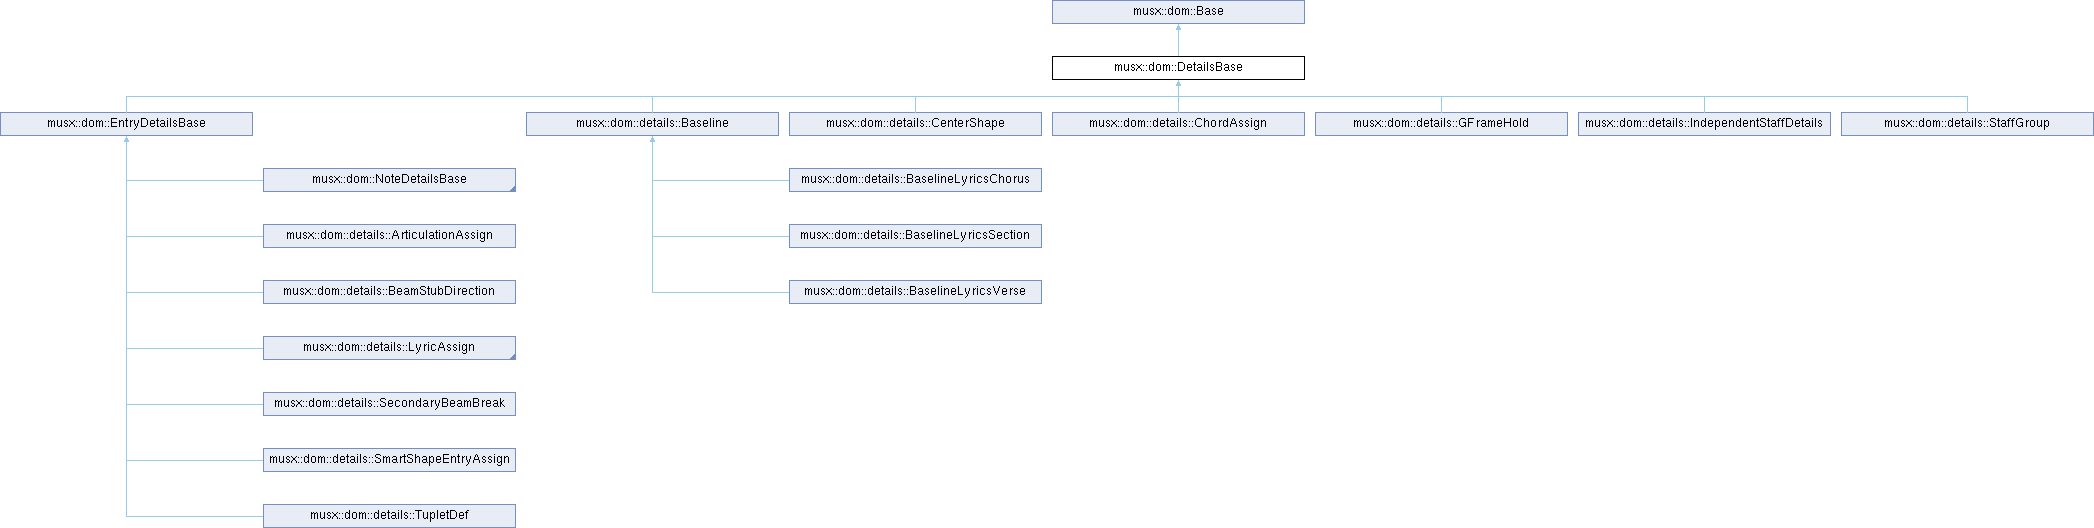 musx::dom::Base
musx::dom::DetailsBase
musx::dom::EntryDetailsBase
musx::dom::details::Baseline
musx::dom::details::CenterShape
musx::dom::details::ChordAssign
musx::dom::details::GFrameHold
musx::dom::details::IndependentStaffDetails
musx::dom::details::StaffGroup
musx::dom::NoteDetailsBase
musx::dom::details::BaselineLyricsChorus
musx::dom::details::ArticulationAssign
musx::dom::details::BaselineLyricsSection
musx::dom::details::BeamStubDirection
musx::dom::details::BaselineLyricsVerse
musx::dom::details::LyricAssign
musx::dom::details::SecondaryBeamBreak
musx::dom::details::SmartShapeEntryAssign
musx::dom::details::TupletDef